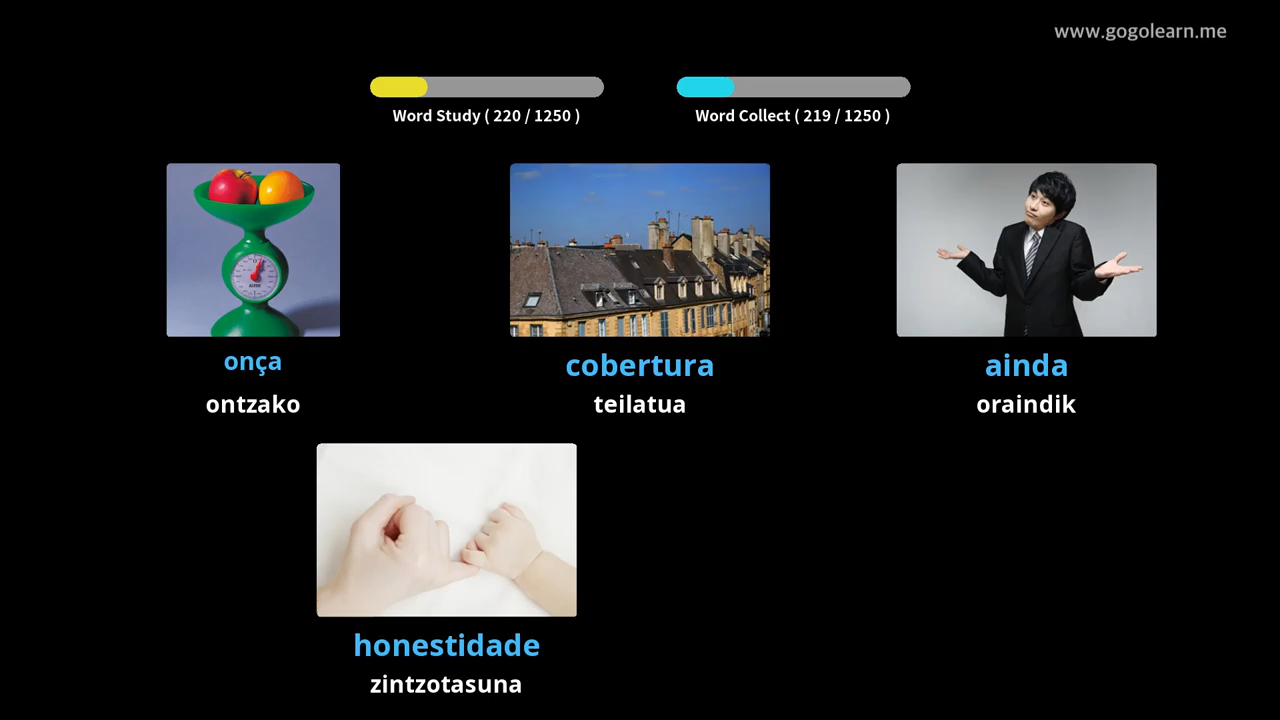 www.gogolearn.me
Word Study ( 220 / 1250 )
Word Collect ( 219 / 1250 )
onça
ontzako
cobertura
teilatua
ainda
oraindik
honestidade
zintzotasuna